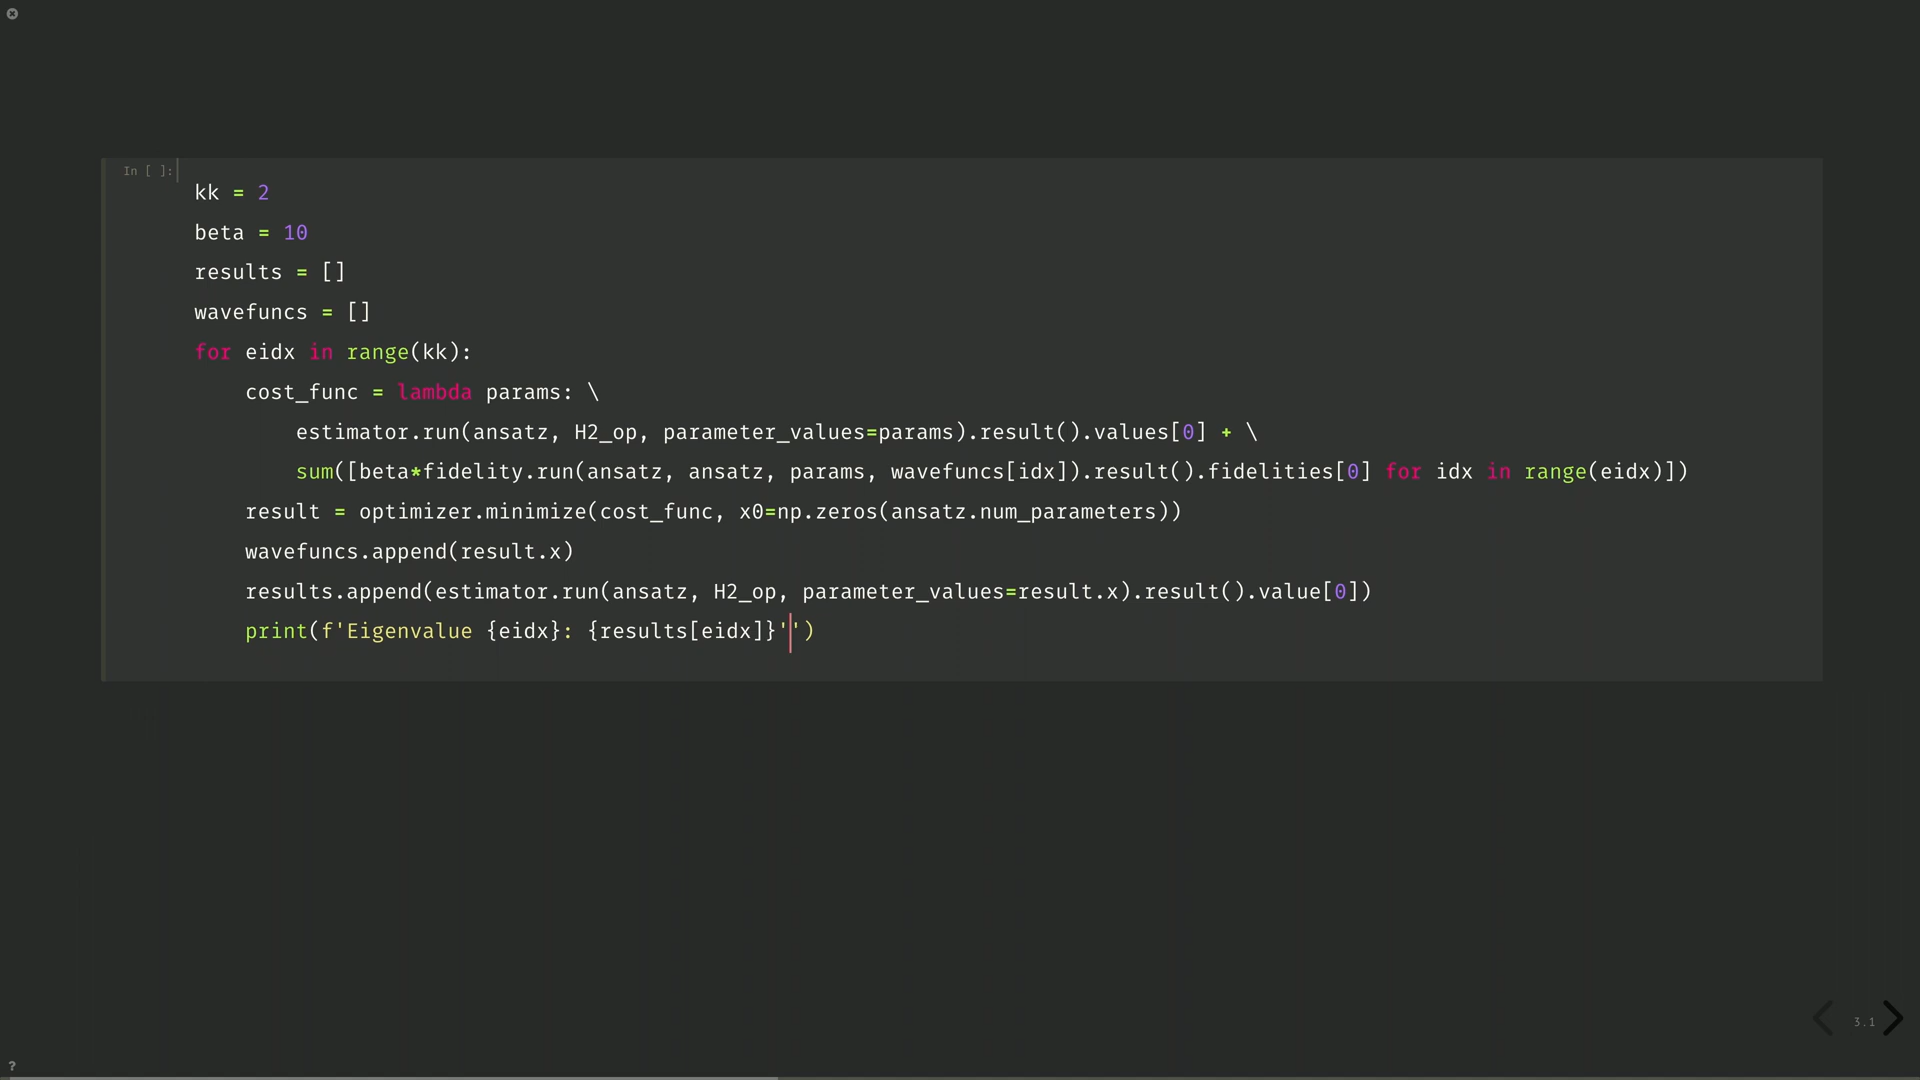 In [ ]:
kk = 2
beta = 10
results = []
wavefuncs = []
for eidx in range(kk):
    cost_func = lambda params: \
        estimator.run(ansatz, H2_op, parameter_values=params).result().values[0] + \
        sum([beta*fidelity.run(ansatz, ansatz, params, wavefuncs[idx]).result().fidelities[0] for idx in range(eidx)])
    result = optimizer.minimize(cost_func, x0=np.zeros(ansatz.num_parameters))
    wavefuncs.append(result.x)
    results.append(estimator.run(ansatz, H2_op, parameter_values=result.x).result().value[0])
    print(f'Eigenvalue {eidx}: {results[eidx]}'')
3.1
?